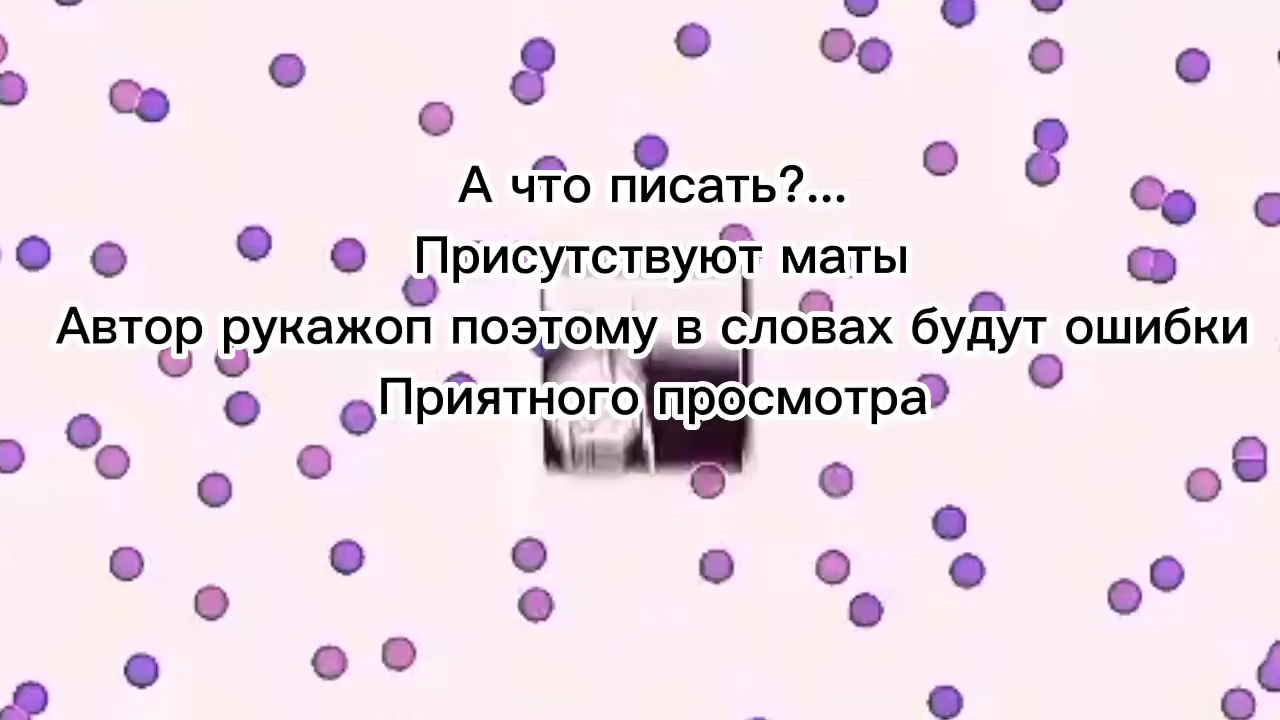 А что писать?...
Присутствуют маты
Автор рукажоп поэтому в словах будут ошибки
Приятного просмотра